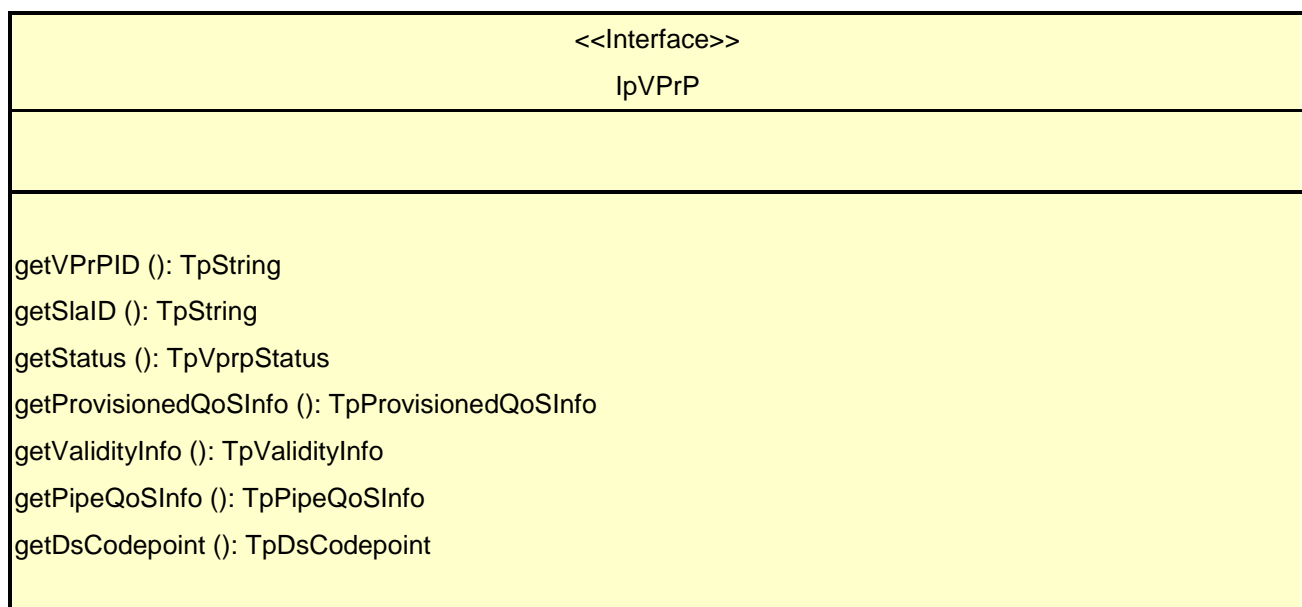 <<Interface>>
IpVPrP
getVPrPID (): TpString
getSlaID (): TpString
getStatus (): TpVprpStatus
getProvisionedQoSInfo (): TpProvisionedQoSInfo
getValidityInfo (): TpValidityInfo
getPipeQoSInfo (): TpPipeQoSInfo
getDsCodepoint (): TpDsCodepoint